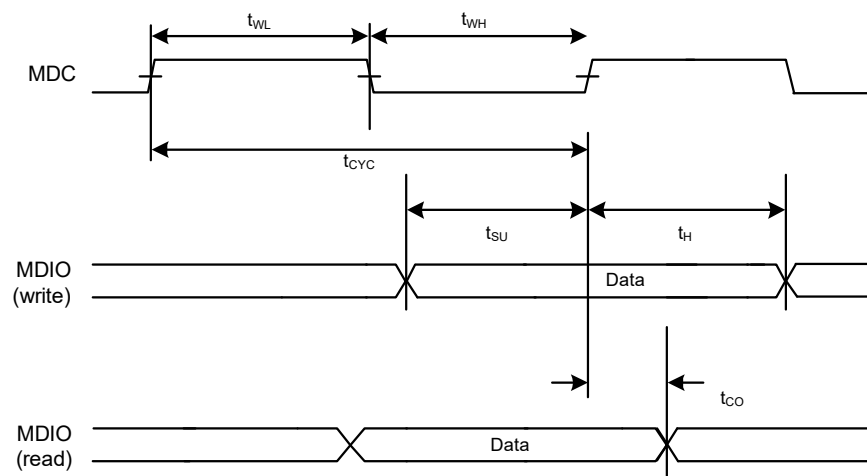 tWL
tWH
MDC
tCYC
tSU
tH
MDIO
(write)
Data
tCO
MDIO
(read)
Data